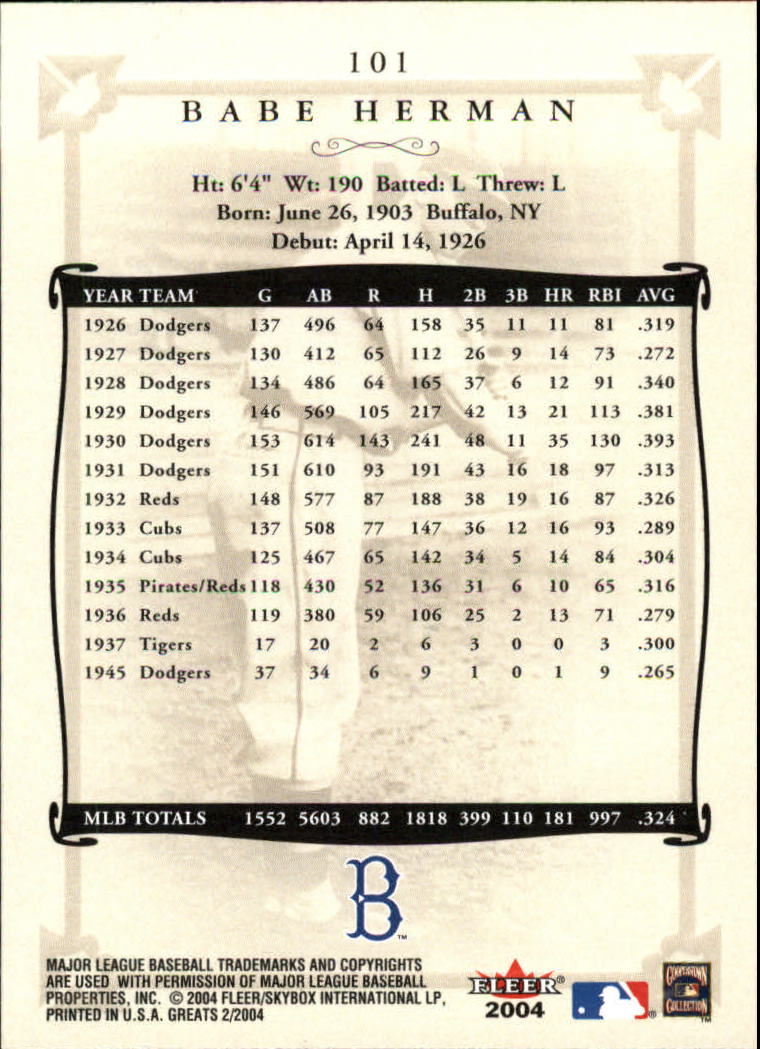 101
BABE HERMAN
Ht: 6'4" Wt: 190 Batted: L Threw: L
Born: June 26, 1903 Buffalo, NY
Debut: April 14, 1926
YEAR TEAM G AB R H 2B 3B HR RBI AVG
1926 Dodgers 137 496 64 158 35 11 11 81 .319
1927 Dodgers 130 412 65 112 26 9 14 73 .272
1928 Dodgers 134 486 64 165 37 6 12 91 .340
1929 Dodgers 146 569 105 217 42 13 21 113 .381
1930 Dodgers 153 614 143 241 48 11 35 130 .393
1931 Dodgers 151 610 93 191 43 16 18 97 .313
1932 Reds 148 577 87 188 38 19 16 87 .326
1933 Cubs 137 508 77 147 36 12 16 93 .289
1934 Cubs 125 467 65 142 34 5 14 84 .304
1935 Pirates/Reds 118 430 52 136 31 6 10 65 .316
1936 Reds 119 380 59 106 25 2 13 71 .279
1937 Tigers 17 20 2 6 3 0 0 3 .300
1945 Dodgers 37 34 6 9 1 0 1 9 .265
MLB TOTALS 1552 5603 882 1818 399 110 181 997 .324
B™
MAJOR LEAGUE BASEBALL TRADEMARKS AND COPYRIGHTS
ARE USED WITH PERMISSION OF MAJOR LEAGUE BASEBALL
PROPERTIES, INC. © 2004 FLEER/SKYBOX INTERNATIONAL LP,
PRINTED IN U.S.A. GREATS 2/2004
FLEER®
2004
®
COOPERSTOWN
COLLECTION
™